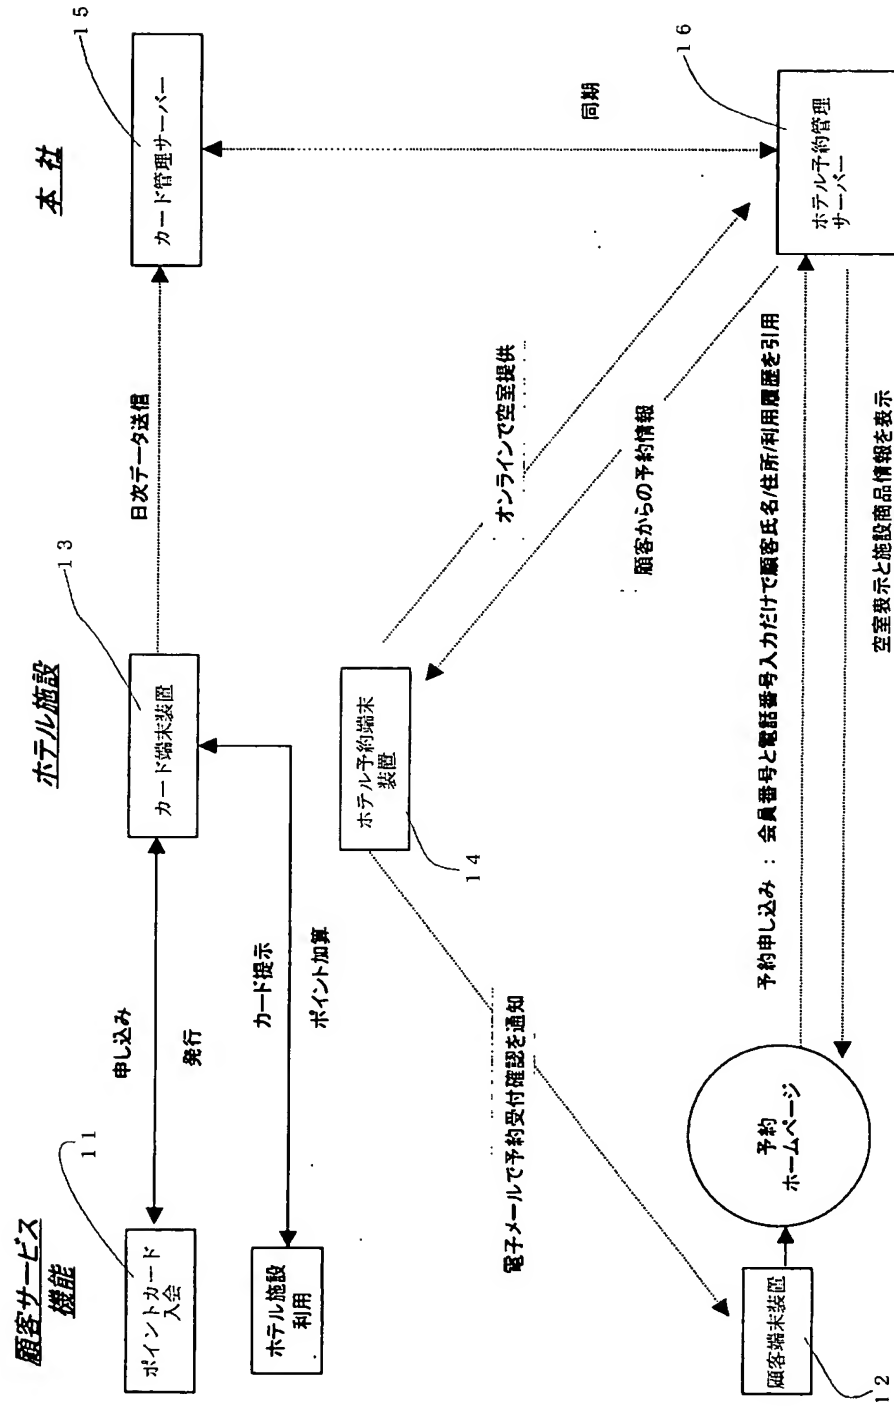 顧客サービス
機能
ホテル施設
本 社
11
ポイントカード
入会
申し込み
発行
13
カード端末装置
日次データ送信
15
カード管理サーバー
ホテル施設
利用
カード提示
ポイント加算
同期
ホテル予約端末
装置
14
オンラインで空室提供
顧客からの予約情報
16
ホテル予約管理
サーバー
電子メールで予約受付確認を通知
顧客端末装置
12
予約
ホームページ
予約申し込み : 会員番号と電話番号入力だけで顧客氏名/住所/利用履歴を引用
空室表示と施設商品情報を表示